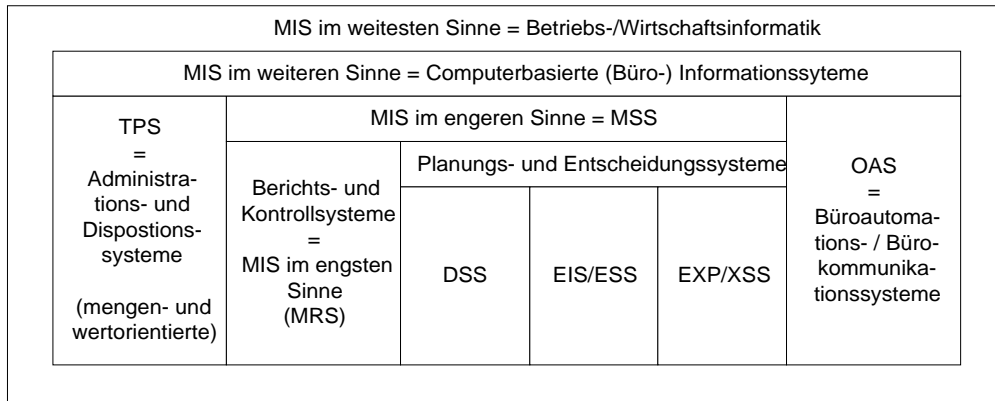 MIS im weitesten Sinne = Betriebs-/Wirtschaftsinformatik
MIS im weiteren Sinne = Computerbasierte (Büro-) Informationssyteme
TPS
=
Administra-
tions- und
Dispostions-
systeme
(mengen- und
wertorientierte)
MIS im engeren Sinne = MSS
Berichts- und
Kontrollsysteme
=
MIS im engsten
Sinne
(MRS)
Planungs- und Entscheidungssysteme
DSS
EIS/ESS
EXP/XSS
OAS
=
Büroautoma-
tions- / Büro-
kommunika-
tionssysteme